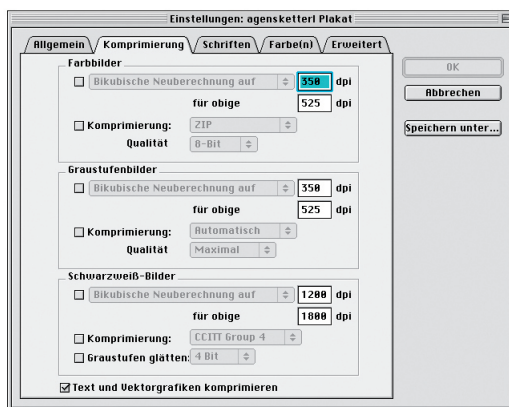 Einstellungen: agensketterl Plakat
Allgemein Komprimierung Schriften Farbe(n) Erweitert
Farbbilder
Bikubische Neuberechnung auf 350 dpi
für obige 525 dpi
Komprimierung: ZIP
Qualität 8-Bit
Graustufenbilder
Bikubische Neuberechnung auf 350 dpi
für obige 525 dpi
Komprimierung: Automatisch
Qualität Maximal
Schwarzweiß-Bilder
Bikubische Neuberechnung auf 1200 dpi
für obige 1800 dpi
Komprimierung: CCITT Group 4
Graustufen glätten: 4 Bit
Text und Vektorgrafiken komprimieren
OK
Abbrechen
Speichern unter...